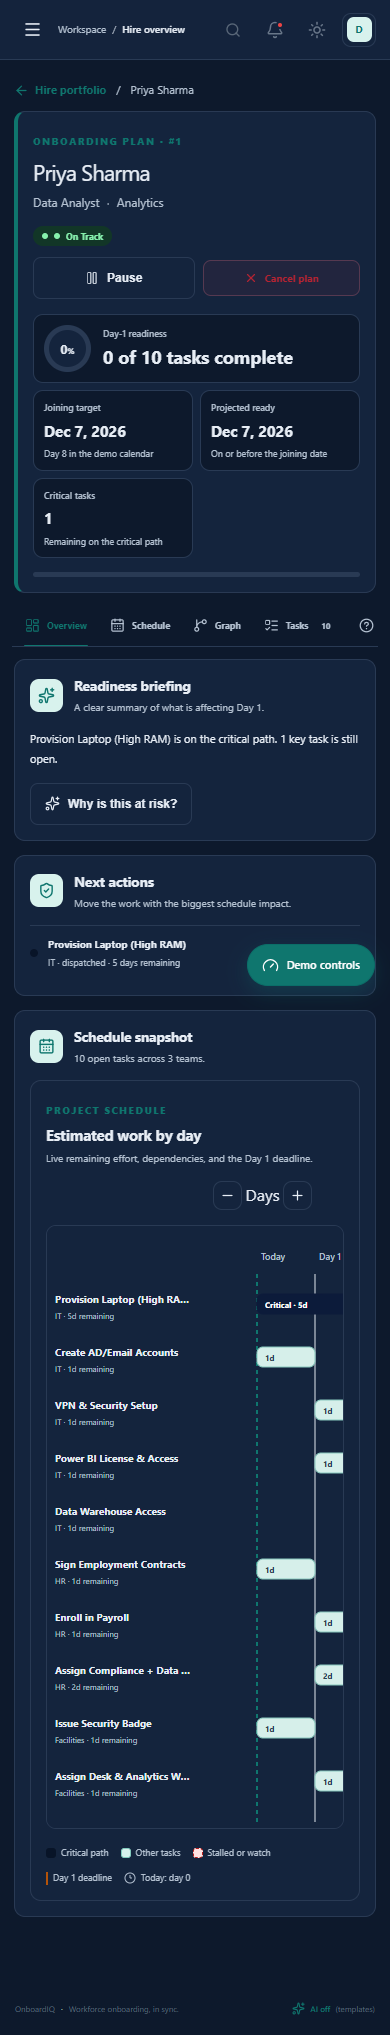 Workspace / Hire overview
D
Hire portfolio / Priya Sharma
ONBOARDING PLAN · #1
Priya Sharma
Data Analyst · Analytics
On Track
Pause
Cancel plan
0%
Day-1 readiness
0 of 10 tasks complete
Joining target
Dec 7, 2026
Day 8 in the demo calendar
Projected ready
Dec 7, 2026
On or before the joining date
Critical tasks
1
Remaining on the critical path
Overview
Schedule
Graph
Tasks 10
Readiness briefing
A clear summary of what is affecting Day 1.
Provision Laptop (High RAM) is on the critical path. 1 key task is still
open.
Why is this at risk?
Next actions
Move the work with the biggest schedule impact.
Provision Laptop (High RAM)
IT · dispatched · 5 days remaining
Demo controls
Schedule snapshot
10 open tasks across 3 teams.
PROJECT SCHEDULE
Estimated work by day
Live remaining effort, dependencies, and the Day 1 deadline.
− Days +
Today
Day 1
Provision Laptop (High RA...
IT · 5d remaining
Critical · 5d
Create AD/Email Accounts
IT · 1d remaining
1d
VPN & Security Setup
IT · 1d remaining
1d
Power BI License & Access
IT · 1d remaining
1d
Data Warehouse Access
IT · 1d remaining
Sign Employment Contracts
HR · 1d remaining
1d
Enroll in Payroll
HR · 1d remaining
1d
Assign Compliance + Data ...
HR · 2d remaining
2d
Issue Security Badge
Facilities · 1d remaining
1d
Assign Desk & Analytics W...
Facilities · 1d remaining
1d
Critical path
Other tasks
Stalled or watch
Day 1 deadline
Today: day 0
OnboardIQ · Workforce onboarding, in sync.
AI off (templates)